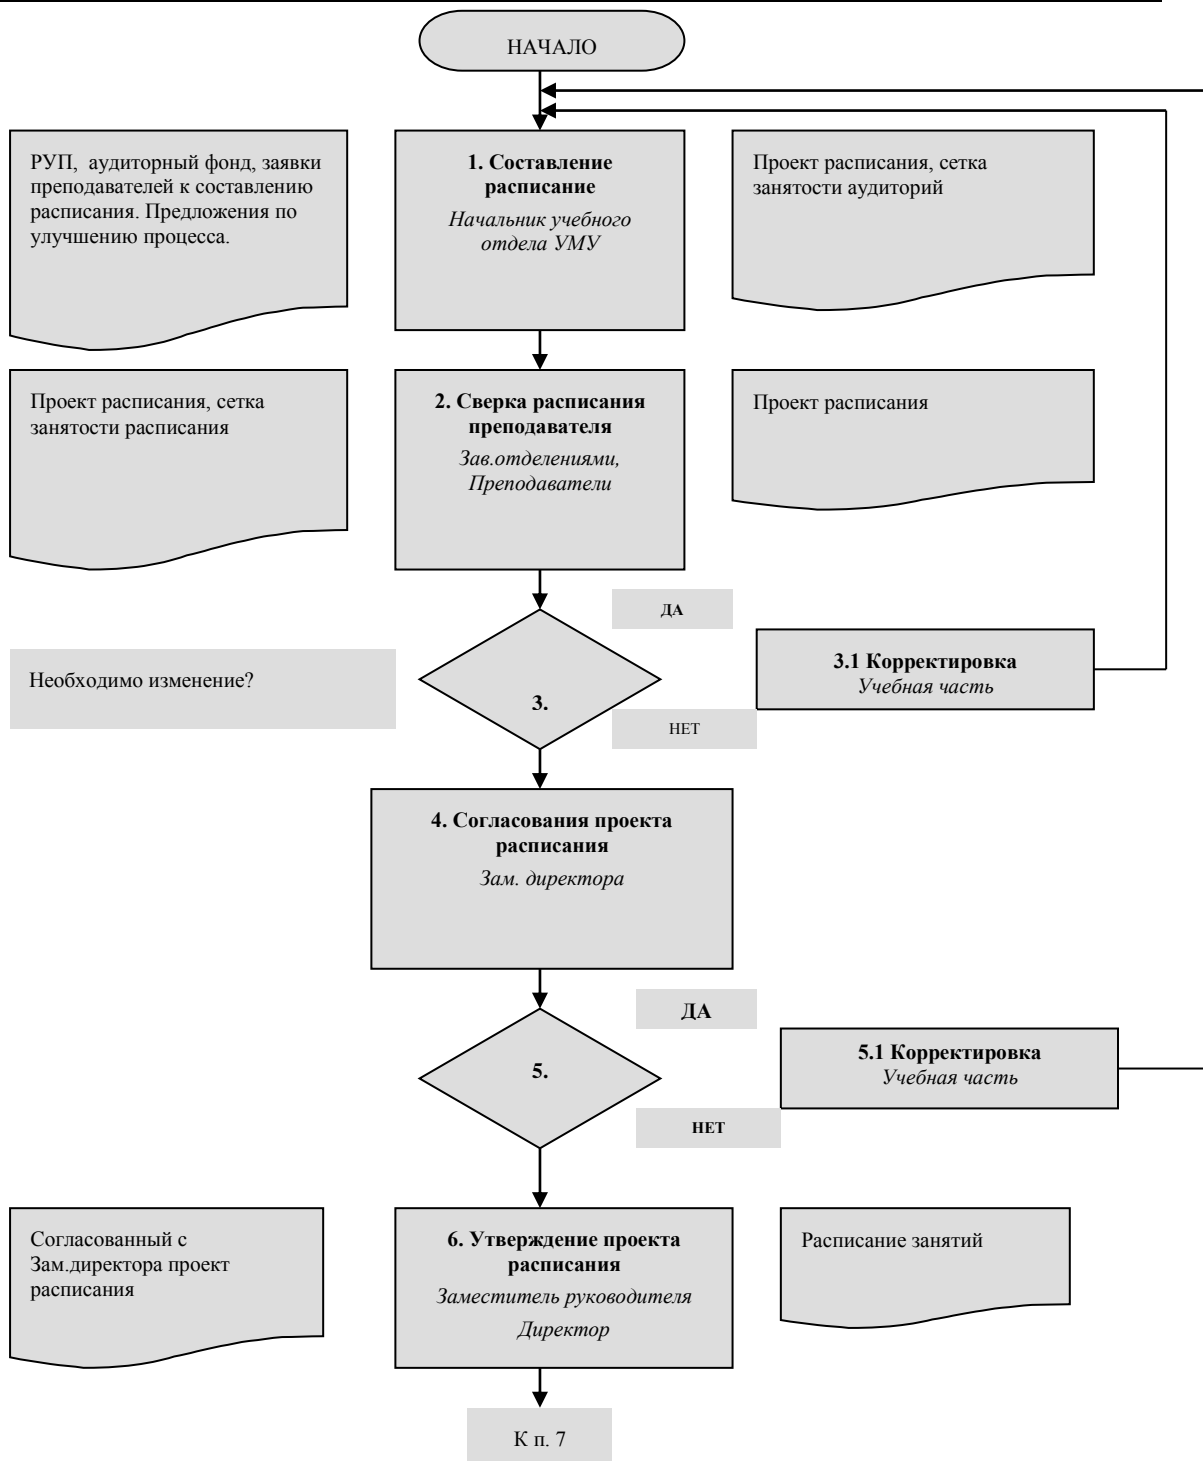 НАЧАЛО
РУП,  аудиторный фонд, заявки
преподавателей к составлению
расписания. Предложения по
улучшению процесса.
1. Составление
расписание
Начальник учебного
отдела УМУ
Проект расписания, сетка
занятости аудиторий
Проект расписания, сетка
занятости расписания
2. Сверка расписания
преподавателя
Зав.отделениями,
Преподаватели
Проект расписания
ДА
Необходимо изменение?
3.
3.1 Корректировка
Учебная часть
НЕТ
4. Согласования проекта
расписания
Зам. директора
ДА
5.
5.1 Корректировка
Учебная часть
НЕТ
Согласованный с
Зам.директора проект
расписания
6. Утверждение проекта
расписания
Заместитель руководителя
Директор
Расписание занятий
К п. 7